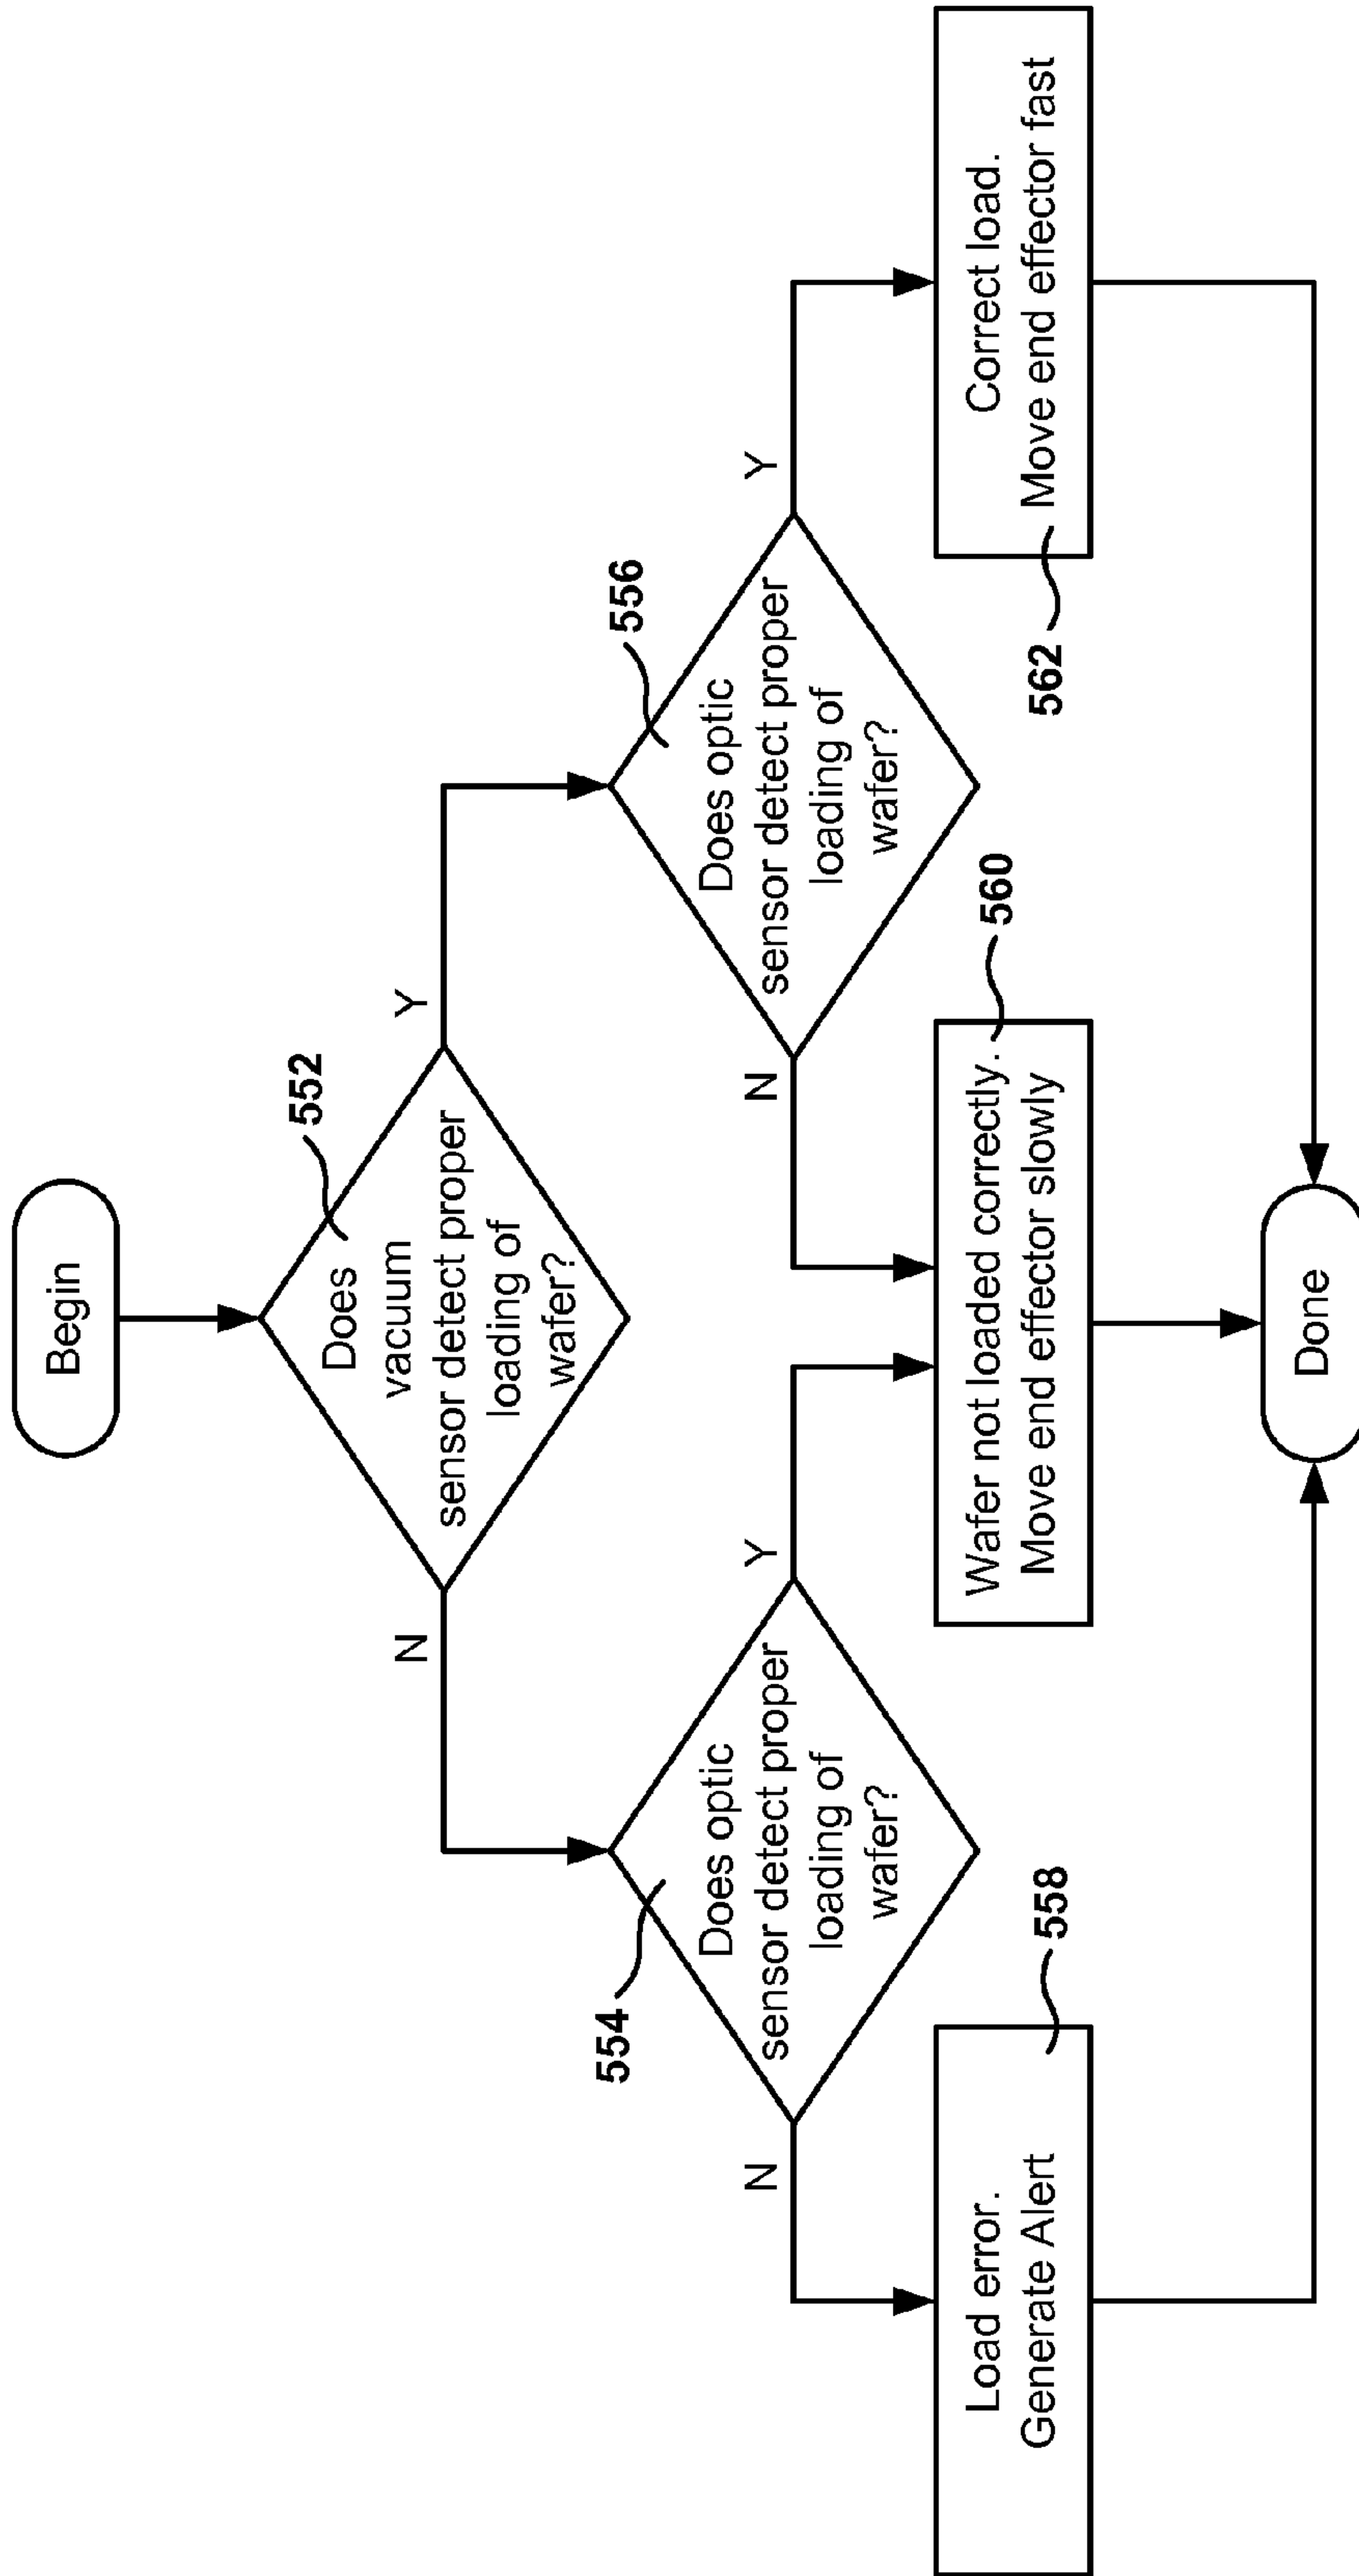 Begin
552
Does
vacuum
sensor detect proper
loading of
wafer?
N
Y
554
Does optic
sensor detect proper
loading of
wafer?
N
Y
556
Does optic
sensor detect proper
loading of
wafer?
N
Y
558
Load error.
Generate Alert
560
Wafer not loaded correctly.
Move end effector slowly
562
Correct load.
Move end effector fast
Done